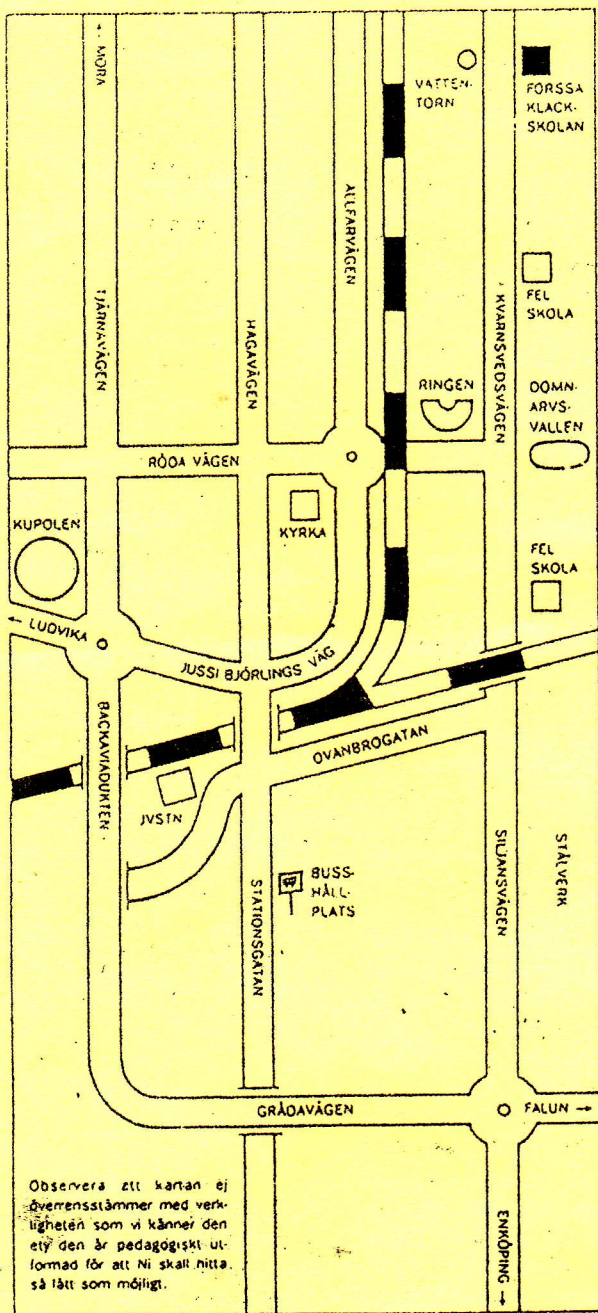 ← MORA
VATTEN-
TORN
FORSSA
KLACK-
SKOLAN
ALLFARVÄGEN
FEL
SKOLA
TJÄRNAVÄGEN
HAGAVÄGEN
KVARNSVEDSVÄGEN
RINGEN
DOMN-
ARVS-
VALLEN
RÖDA VÄGEN
KUPOLEN
KYRKA
FEL
SKOLA
← LUDVIKA
JUSSI BJÖRLINGS VÄG
BACKAVIADUKTEN
OVANBROGATAN
JVSTN
STATIONSGATAN
BUSS-
HÅLL-
PLATS
SILJANSVÄGEN
STÅLVERK
GRÅDAVÄGEN
FALUN →
ENKÖPING →
Observera att kartan ej
överrensstämmer med verk-
ligheten som vi känner den
ety den är pedagogiskt ut-
formad för att Ni skall hitta
så lätt som möjligt.